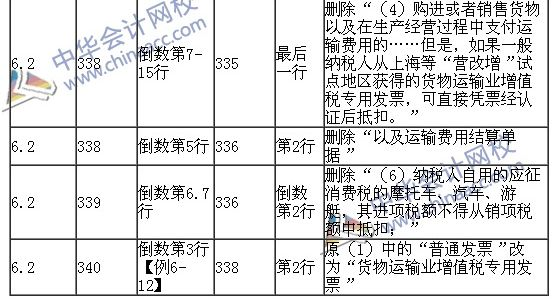 删除“（4）购进或者销售货物
以及在生产经营过程中支付运
输费用的……但是，如果一般
纳税人从上海等“营改增”试
点地区获得的货物运输业增值
税专用发票，可直接凭票经认
证后抵扣。”
6.2 338 倒数第7-
15行 335 最后
一行
6.2 338 倒数第5行 336 第2行 删除“以及运输费用结算单
据”
6.2 339 倒数第6.7
行 336 倒数
第2行 删除“（6）纳税人自用的应征
消费税的摩托车、汽车、游
艇，其进项税额不得从销项税
额中抵扣；”
6.2 340 倒数第3行
【例6-
12】 338 第2行 原（1）中的“普通发票”改
为“货物运输业增值税专用发
票”
中华会计网校
www.chinaacc.com